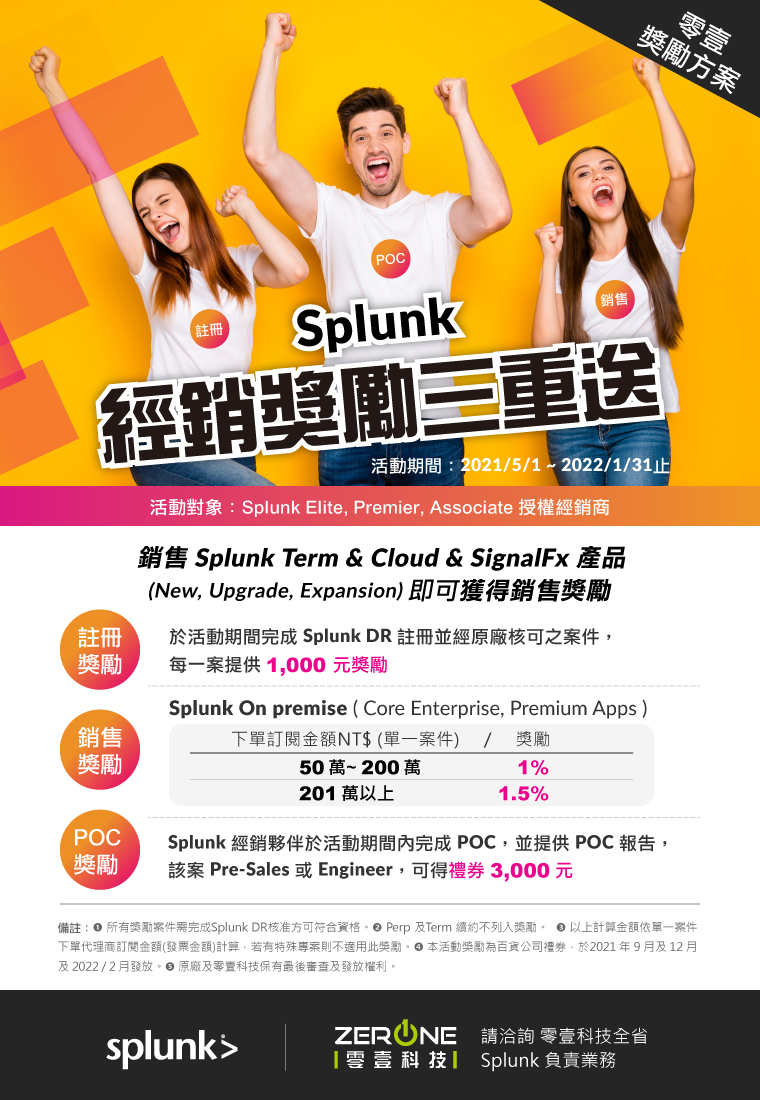 零壹
獎勵方案
POC
銷售
註冊
Splunk
經銷獎勵三重送
活動期間：2021/5/1 ~ 2022/1/31止
活動對象：Splunk Elite, Premier, Associate 授權經銷商
銷售 Splunk Term & Cloud & SignalFx 產品
(New, Upgrade, Expansion) 即可獲得銷售獎勵
註冊
獎勵
於活動期間完成 Splunk DR 註冊並經原廠核可之案件，
每一案提供 1,000 元獎勵
Splunk On premise ( Core Enterprise, Premium Apps )
銷售
獎勵
下單訂閱金額NT$ (單一案件) / 獎勵
50 萬~ 200 萬 1%
201 萬以上 1.5%
POC
獎勵
Splunk 經銷夥伴於活動期間內完成 POC，並提供 POC 報告，
該案 Pre-Sales 或 Engineer，可得禮券 3,000 元
備註：❶ 所有獎勵案件需完成Splunk DR核准方可符合資格。❷ Perp 及Term 續約不列入獎勵。 ❸ 以上計算金額依單一案件
下單代理商訂閱金額(發票金額)計算，若有特殊專案則不適用此獎勵。❹ 本活動獎勵為百貨公司禮券，於2021 年 9 月及 12 月
及 2022 / 2 月發放。❺ 原廠及零壹科技保有最後審查及發放權利。
splunk>
ZERONE
零壹科技
請洽詢 零壹科技全省
Splunk 負責業務